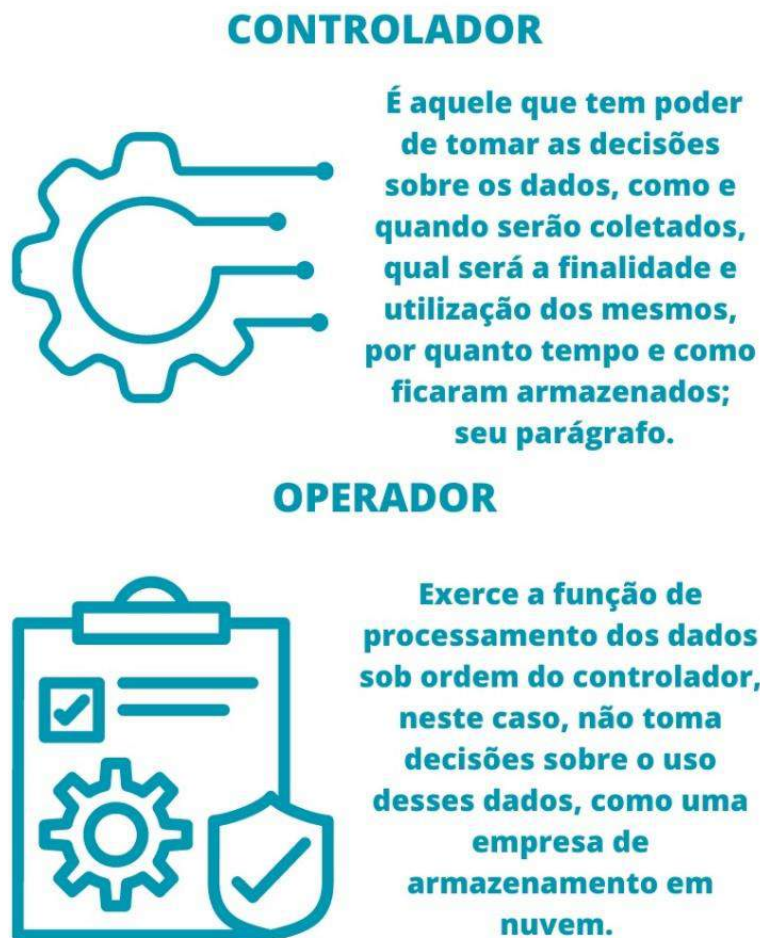 CONTROLADOR
É aquele que tem poder
de tomar as decisões
sobre os dados, como e
quando serão coletados,
qual será a finalidade e
utilização dos mesmos,
por quanto tempo e como
ficaram armazenados;
seu parágrafo.
OPERADOR
Exerce a função de
processamento dos dados
sob ordem do controlador,
neste caso, não toma
decisões sobre o uso
desses dados, como uma
empresa de
armazenamento em
nuvem.